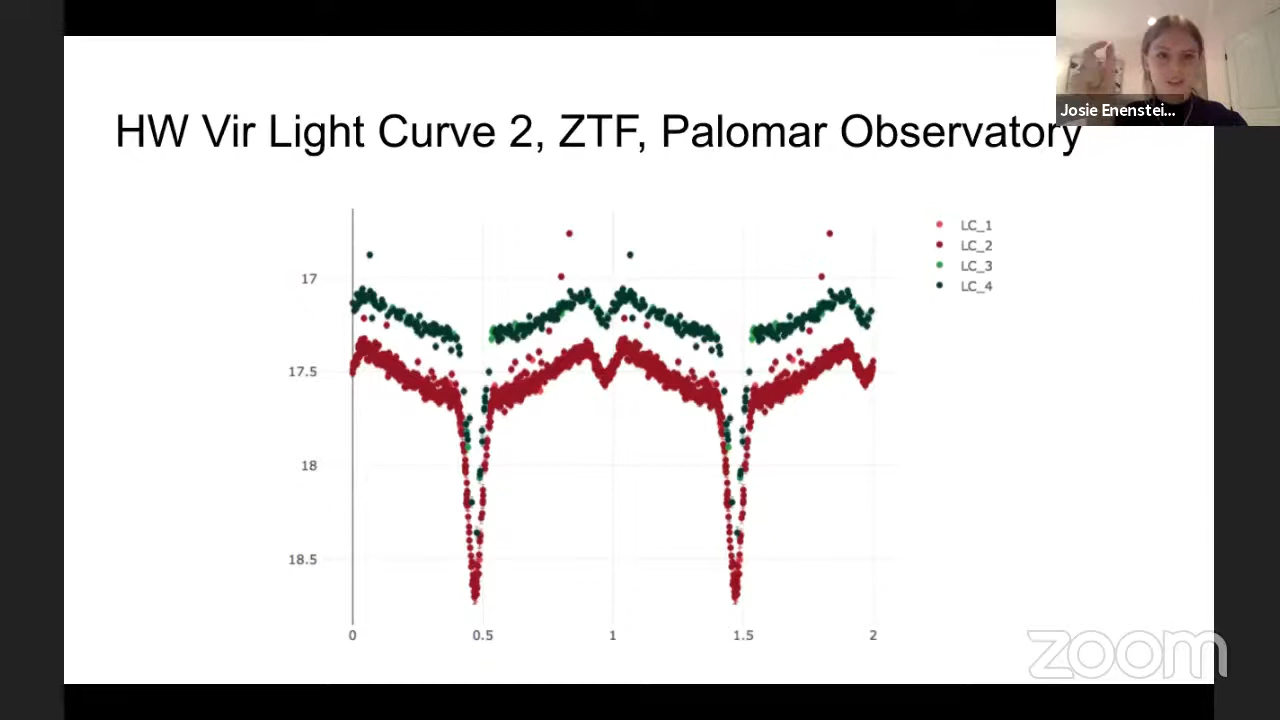 Josie Enenstei...
HW Vir Light Curve 2, ZTF, Palomar Observatory
LC_1
LC_2
LC_3
LC_4
17
17.5
18
18.5
0 0.5 1 1.5 2
zoom